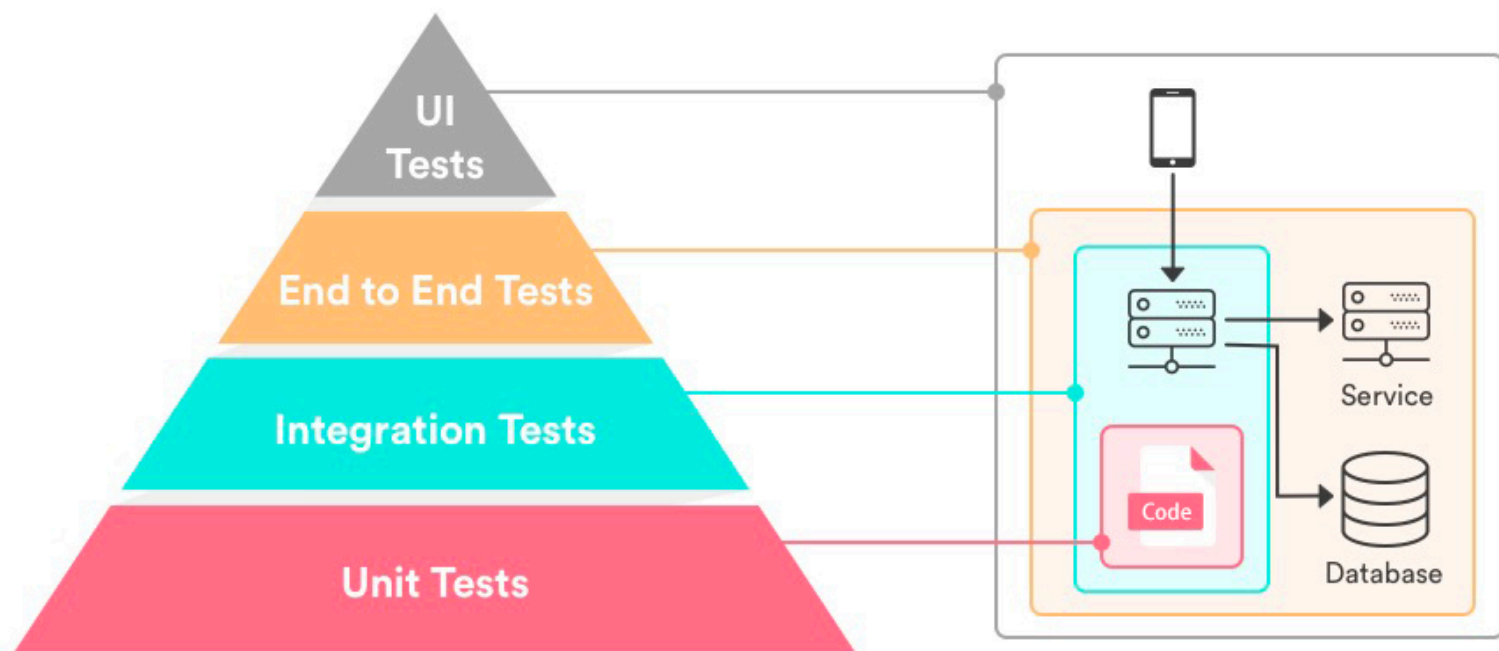 UI
Tests
End to End Tests
Integration Tests
Unit Tests
Service
Code
Database